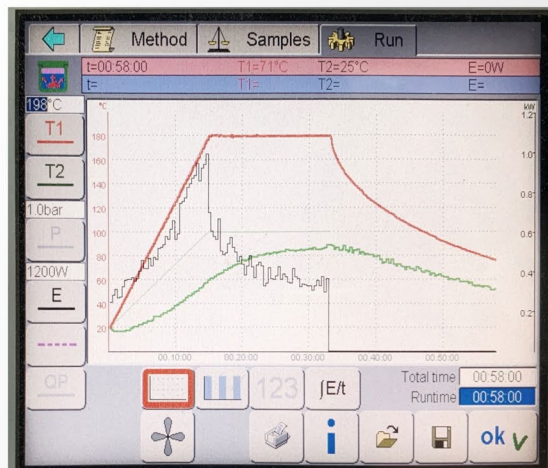 Method Samples Run
t=00:58:00 T1=71°C T2=25°C E=0W
t= T1= T2= E=
198°C
T1
T2
1.0bar
P
1200W
E
QP
°C
180
160
140
120
100
80
60
40
20
kW
1.2
1.0
0.8
0.6
0.4
0.2
00.10:00 00.20:00 00.30:00 00.40:00 00.50:00
123 ∫E/t
Total time 00:58:00
Runtime 00:58:00
i ok